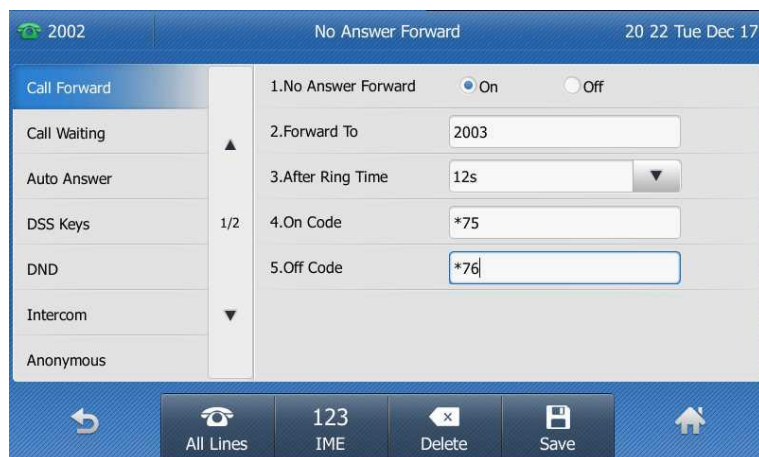 2002 No Answer Forward 20 22 Tue Dec 17
Call Forward
Call Waiting
Auto Answer
DSS Keys
DND
Intercom
Anonymous
1/2
1.No Answer Forward On Off
2.Forward To 2003
3.After Ring Time 12s
4.On Code *75
5.Off Code *76
All Lines
123
IME
Delete
Save